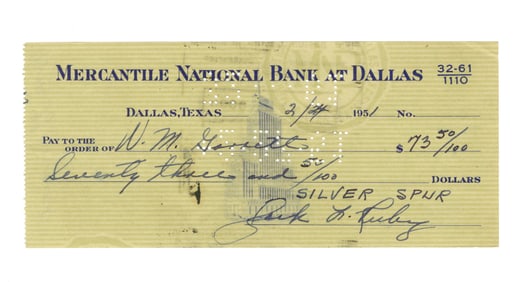 MERCANTILE NATIONAL BANK AT DALLAS 32-61
1110
DALLAS, TEXAS 2/4 1951 No.
PAY TO THE
ORDER OF W. M. Garrett $ 73 50/100
Seventy three and 50/100 DOLLARS
SILVER SPUR
Jack L. Ruby